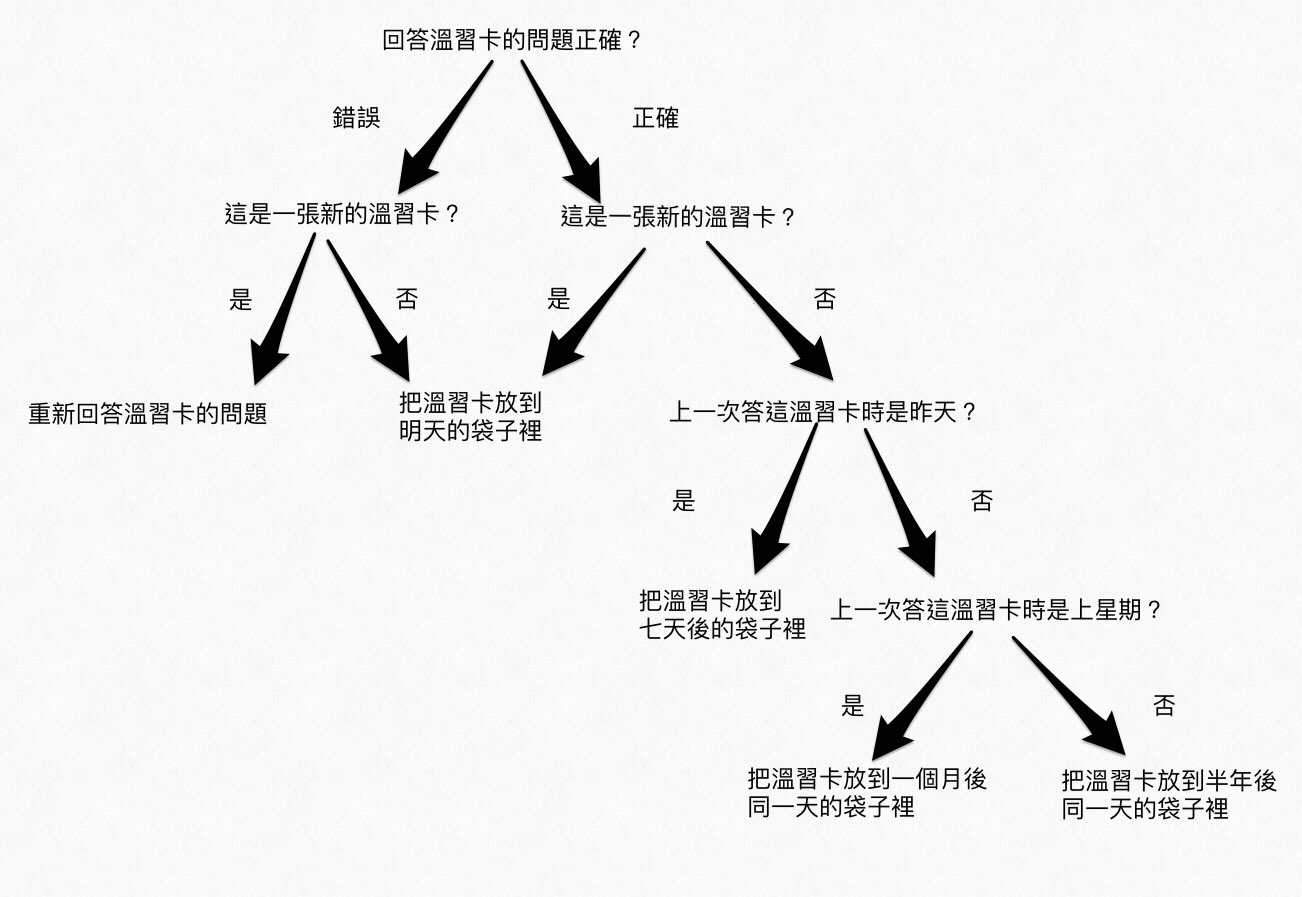 回答溫習卡的問題正確？
錯誤
正確
這是一張新的溫習卡？
這是一張新的溫習卡？
是
否
是
否
重新回答溫習卡的問題
把溫習卡放到
明天的袋子裡
上一次答這溫習卡時是昨天？
是
否
把溫習卡放到
七天後的袋子裡
上一次答這溫習卡時是上星期？
是
否
把溫習卡放到一個月後
同一天的袋子裡
把溫習卡放到半年後
同一天的袋子裡